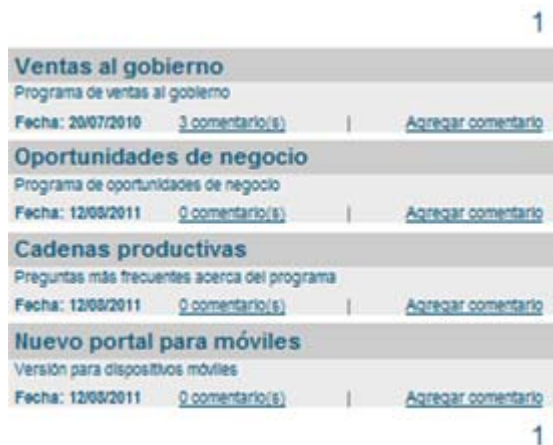 1
Ventas al gobierno
Programa de ventas al gobierno
Fecha: 20/07/2010 3 comentario(s) | Agregar comentario
Oportunidades de negocio
Programa de oportunidades de negocio
Fecha: 12/08/2011 0 comentario(s) | Agregar comentario
Cadenas productivas
Preguntas más frecuentes acerca del programa
Fecha: 12/08/2011 0 comentario(s) | Agregar comentario
Nuevo portal para móviles
Versión para dispositivos móviles
Fecha: 12/08/2011 0 comentario(s) | Agregar comentario
1